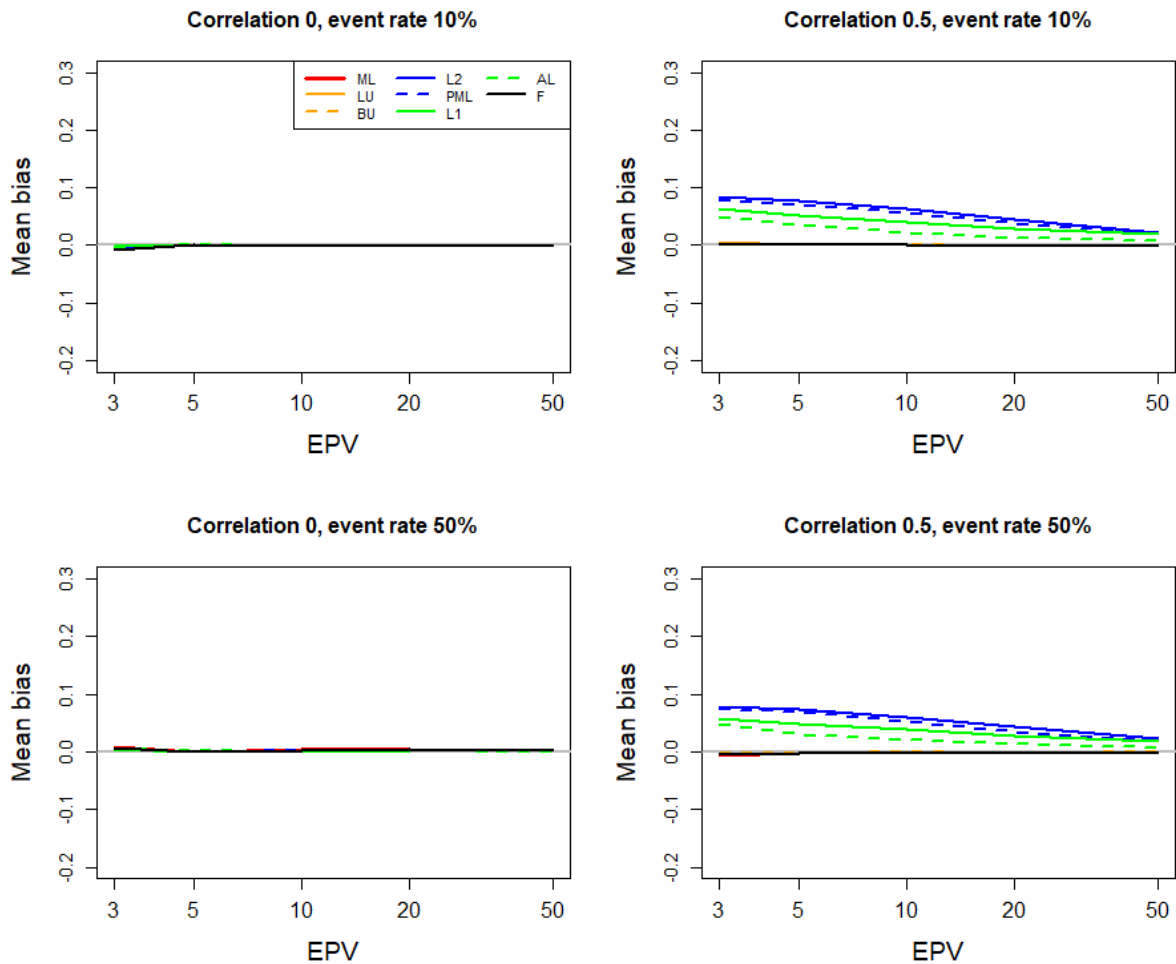 Correlation 0, event rate 10%
Mean bias
0.3
0.2
0.1
0.0
-0.1
-0.2
ML
LU
BU
L2
PML
L1
AL
F
3 5 10 20 50
EPV
Correlation 0.5, event rate 10%
Mean bias
0.3
0.2
0.1
0.0
-0.1
-0.2
3 5 10 20 50
EPV
Correlation 0, event rate 50%
Mean bias
0.3
0.2
0.1
0.0
-0.1
-0.2
3 5 10 20 50
EPV
Correlation 0.5, event rate 50%
Mean bias
0.3
0.2
0.1
0.0
-0.1
-0.2
3 5 10 20 50
EPV